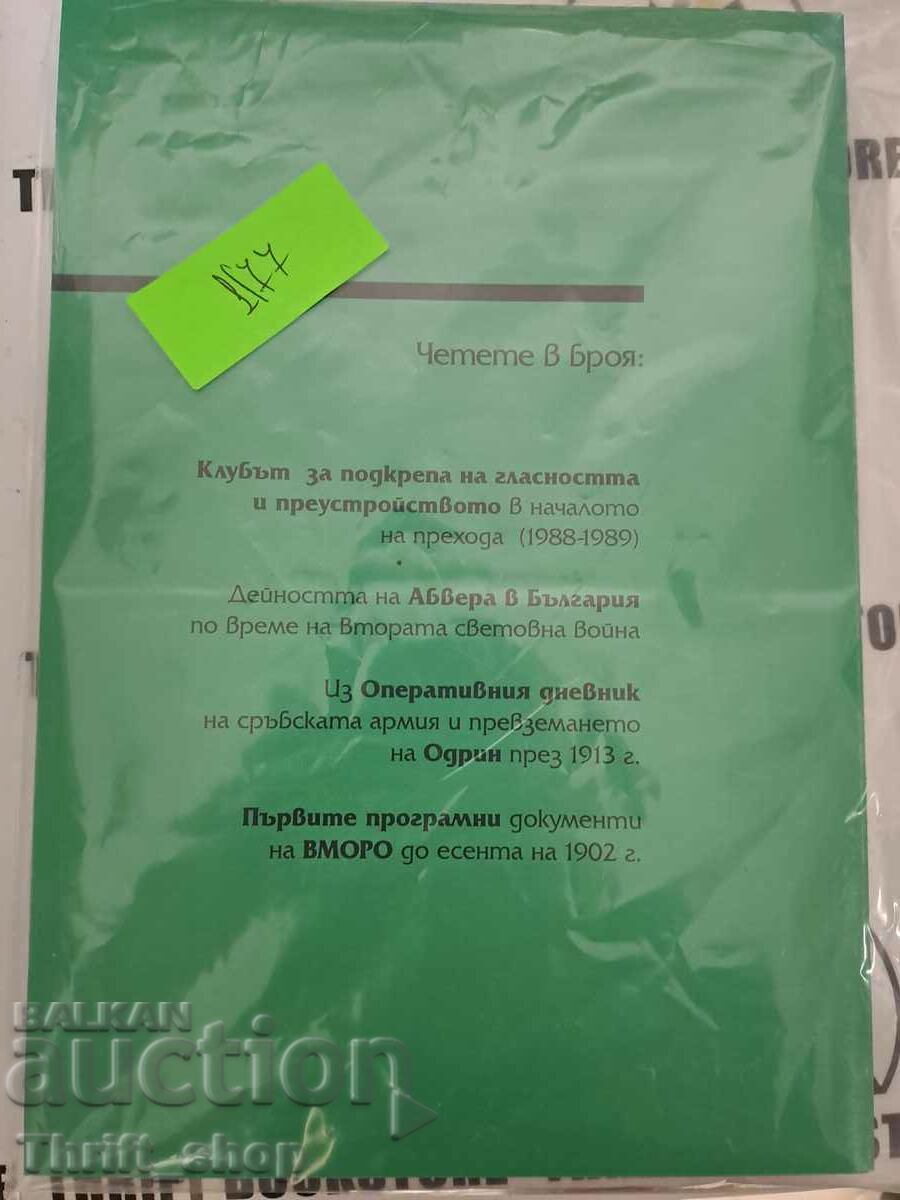 Четете в броя:
Клубът за подкрепа на гласността
и преустройството в началото
на прехода (1988-1989)
Дейността на Абвера в България
по време на Втората световна война
Из Оперативния дневник
на сръбската армия и превземането
на Одрин през 1913 г.
Първите програмни документи
на ВМОРО до есента на 1902 г.
BALKAN
auction
Thrift_shop
THRIFT BOOKSTORE